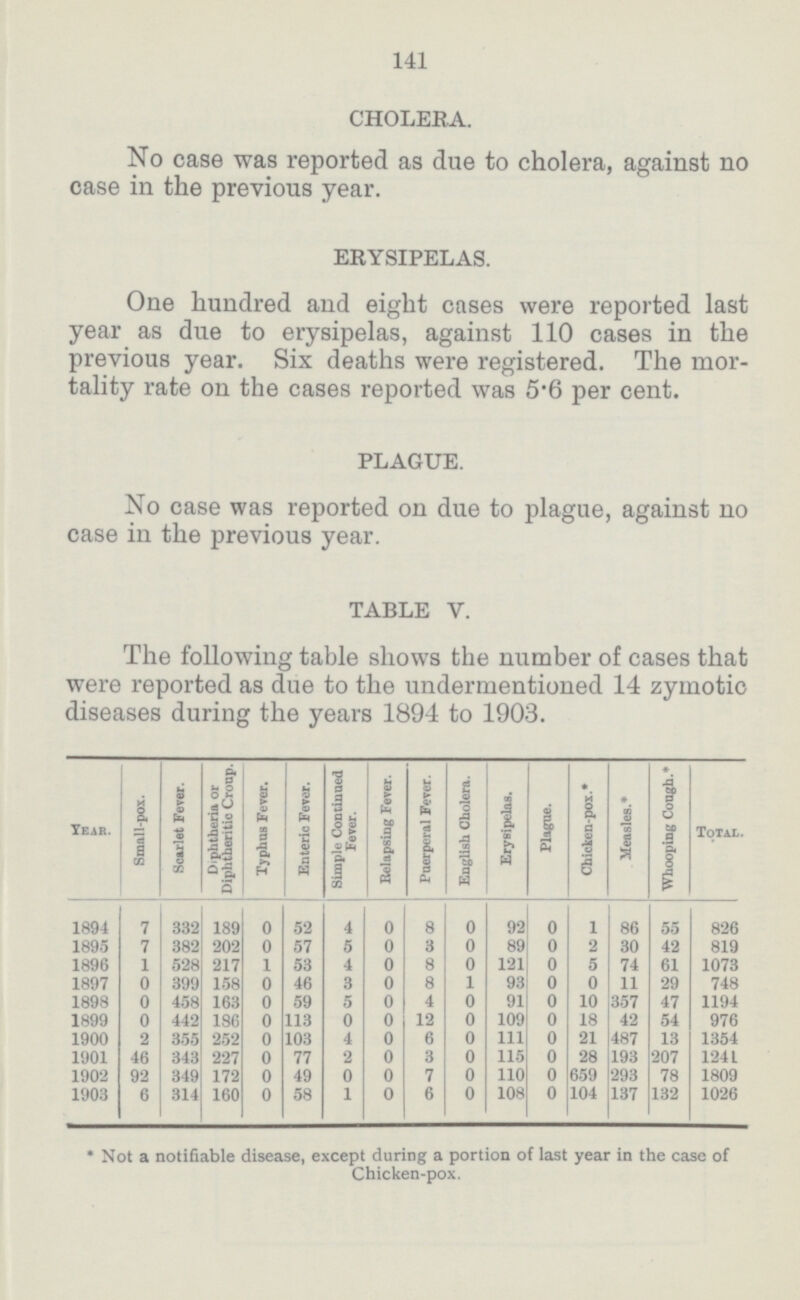 141
CHOLERA.
No case was reported as due to cholera, against no
case in the previous year.
ERYSIPELAS.
One hundred and eight cases were reported last
year as due to erysipelas, against 110 cases in the
previous year. Six deaths were registered. The mor-
tality rate on the cases reported was 5·6 per cent.
PLAGUE.
No case was reported on due to plague, against no
case in the previous year.
TABLE V.
The following table shows the number of cases that
were reported as due to the undermentioned 14 zymotic
diseases during the years 1894 to 1903.
YEAR. Small-pox. Scarlet Fever. Diphtheria or Diphtheritic Croup. Typhus Fever. Enteric Fever. Simple Continued Fever. Relapsing Fever. Puerperal Fever. English Cholera. Erysipelas. Plague. Chicken-pox.* Measles.* Whooping Cough.* TOTAL.
1894 7 332 189 0 52 4 0 8 0 92 0 1 86 55 826
1895 7 382 202 0 57 5 0 3 0 89 0 2 30 42 819
1896 1 528 217 1 53 4 0 8 0 121 0 5 74 61 1073
1897 0 399 158 0 46 3 0 8 1 93 0 0 11 29 748
1898 0 458 163 0 59 5 0 4 0 91 0 10 357 47 1194
1899 0 442 186 0 113 0 0 12 0 109 0 18 42 54 976
1900 2 355 252 0 103 4 0 6 0 111 0 21 487 13 1354
1901 46 343 227 0 77 2 0 3 0 115 0 28 193 207 1241
1902 92 349 172 0 49 0 0 7 0 110 0 659 293 78 1809
1903 6 314 160 0 58 1 0 6 0 108 0 104 137 132 1026
* Not a notifiable disease, except during a portion of last year in the case of
Chicken-pox.